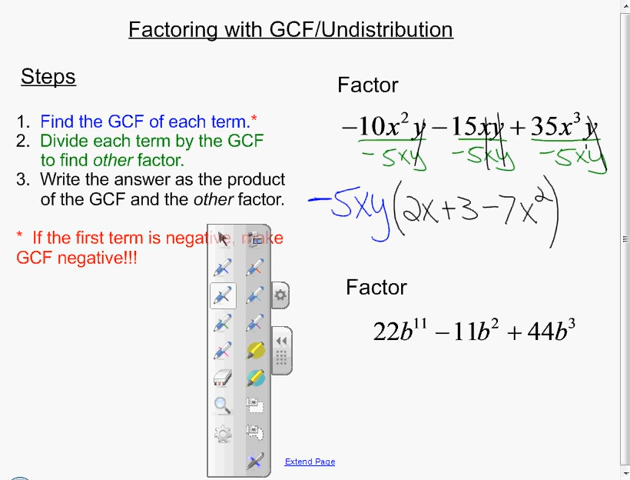 Factoring with GCF/Undistribution
Steps
1. Find the GCF of each term.*
2. Divide each term by the GCF
to find other factor.
3. Write the answer as the product
of the GCF and the other factor.
* If the first term is negative, make
GCF negative!!!
Factor
−10x²y −15xy + 35x³y
−5xy −5xy −5xy
−5xy(2x+3−7x²)
Factor
22b¹¹ −11b² + 44b³
Extend Page